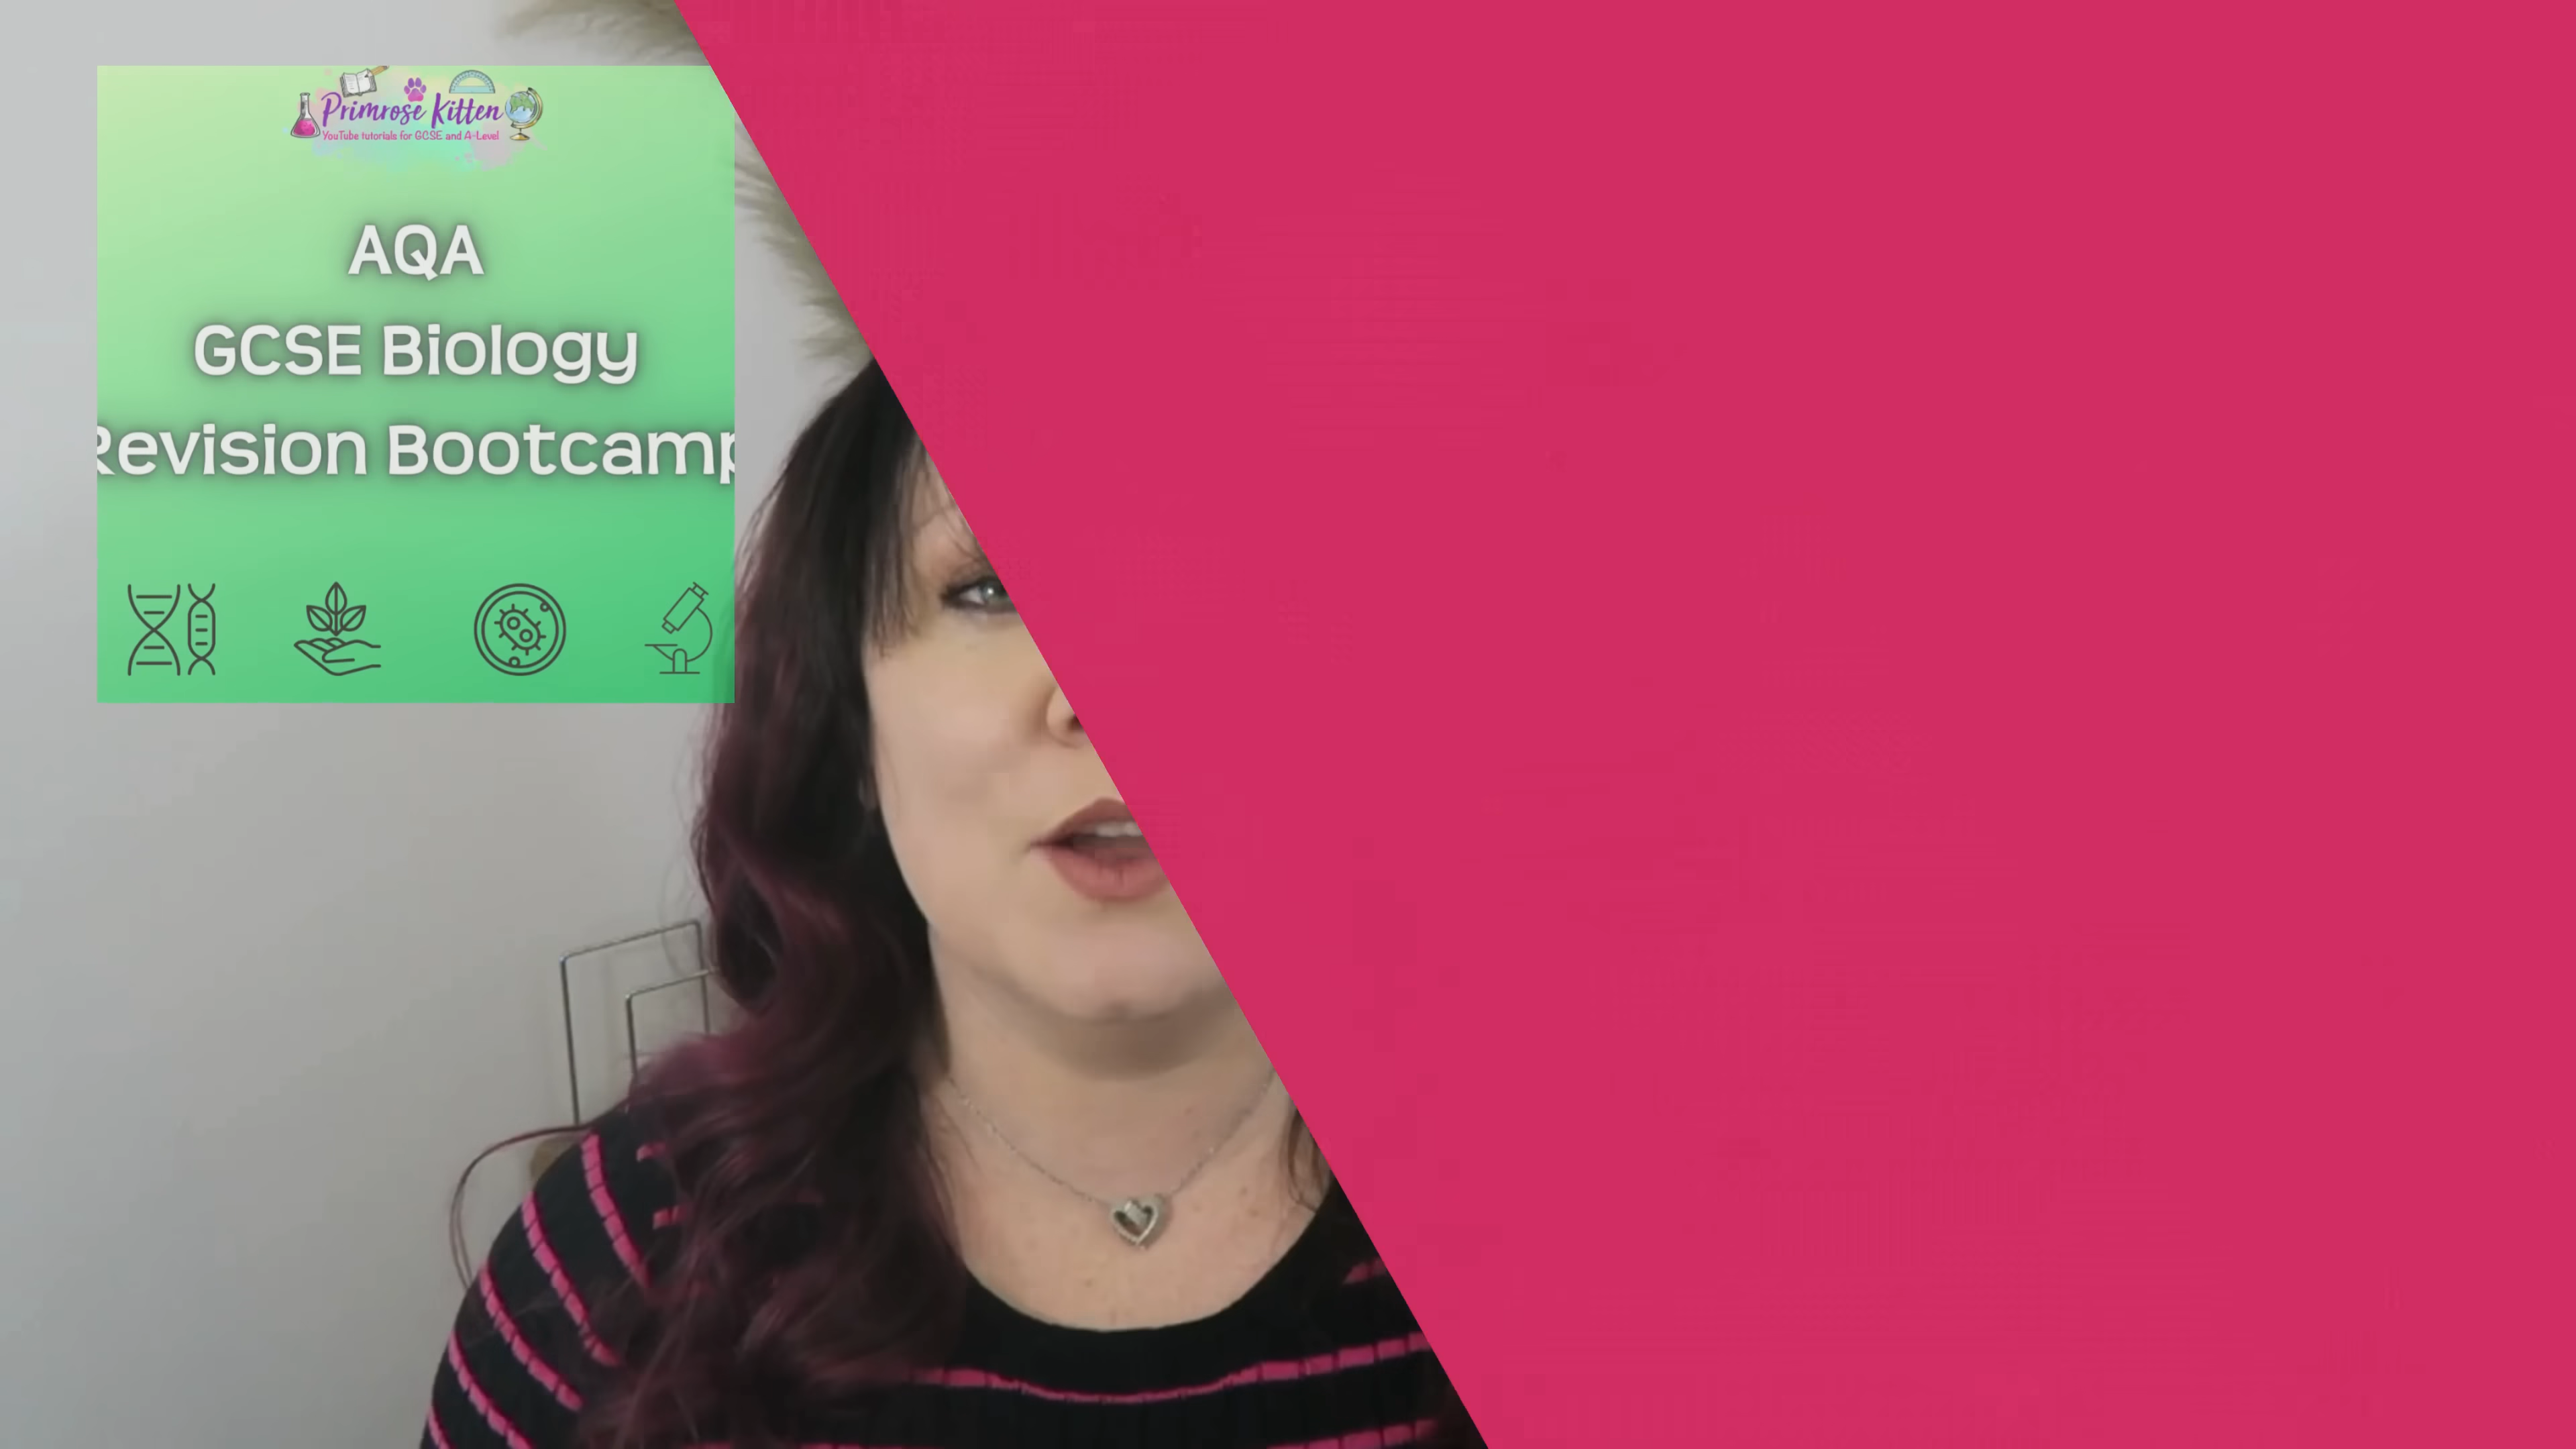 Primrose Kitten
YouTube tutorials for GCSE and A-Level
AQA
GCSE Biology
Revision Bootcamp